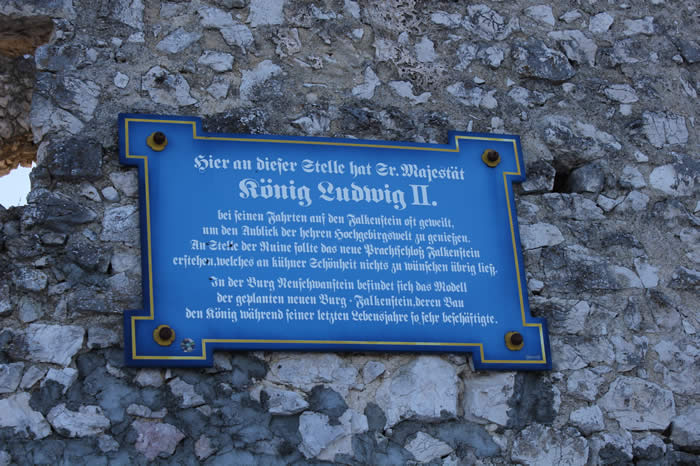 Hier an dieser Stelle hat Sr. Majestät
König Ludwig II.
bei seinen Fahrten auf den Falkenstein oft geweilt,
um den Anblick der hehren Hochgebirgswelt zu genießen.
An Stelle der Ruine sollte das neue Prachtschloß Falkenstein
erstehen, welches an kühner Schönheit nichts zu wünschen übrig ließ.
In der Burg Neuschwanstein befindet sich das Modell
der geplanten neuen Burg - Falkenstein, deren Bau
den König während seiner letzten Lebensjahre so sehr beschäftigte.